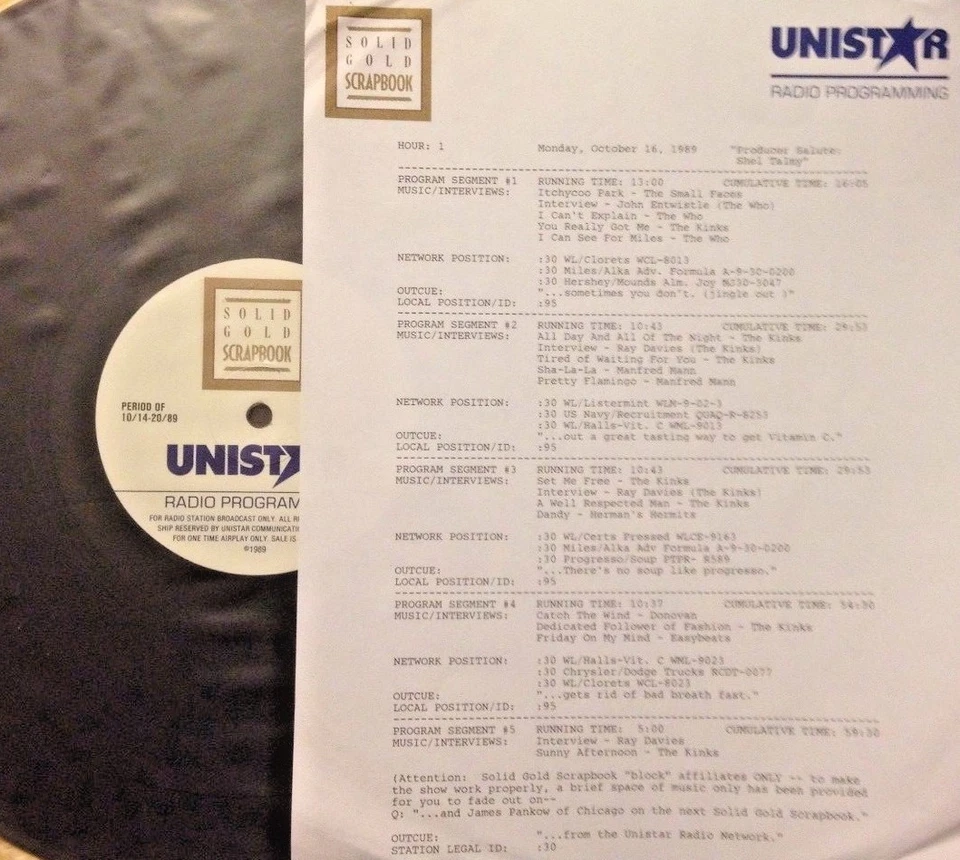 SOLID
GOLD
SCRAPBOOK
UNISTAR
RADIO PROGRAMMING
HOUR: 1 Monday, October 16, 1989 "Producer Salute:
Shel Talmy"
PROGRAM SEGMENT #1 RUNNING TIME: 13:00 CUMULATIVE TIME: 16:05
MUSIC/INTERVIEWS: Itchycoo Park - The Small Faces
Interview - John Entwistle (The Who)
I Can't Explain - The Who
You Really Got Me - The Kinks
I Can See For Miles - The Who
NETWORK POSITION: :30 WL/Clorets WCL-8013
:30 Miles/Alka Adv. Formula A-9-30-0200
:30 Hershey/Mounds Alm. Joy MJ30-3047
OUTCUE: "...sometimes you don't. (jingle out )"
LOCAL POSITION/ID: :95
PROGRAM SEGMENT #2 RUNNING TIME: 10:43 CUMULATIVE TIME: 29:53
MUSIC/INTERVIEWS: All Day And All Of The Night - The Kinks
Interview - Ray Davies (The Kinks)
Tired of Waiting For You - The Kinks
Sha-La-La - Manfred Mann
Pretty Flamingo - Manfred Mann
NETWORK POSITION: :30 WL/Listermint WLM-9-02-3
:30 US Navy/Recruitment QGAQ-R-8253
:30 WL/Halls-Vit. C WML-9013
OUTCUE: "...out a great tasting way to get Vitamin C."
LOCAL POSITION/ID: :95
PROGRAM SEGMENT #3 RUNNING TIME: 10:43 CUMULATIVE TIME: 29:53
MUSIC/INTERVIEWS: Set Me Free - The Kinks
Interview - Ray Davies (The Kinks)
A Well Respected Man - The Kinks
Dandy - Herman's Hermits
NETWORK POSITION: :30 WL/Certs Pressed WLCE-9163
:30 Miles/Alka Adv Formula A-9-30-0200
:30 Progresso/Soup PTPR- R589
OUTCUE: "...There's no soup like progresso."
LOCAL POSITION/ID: :95
PROGRAM SEGMENT #4 RUNNING TIME: 10:37 CUMULATIVE TIME: 54:30
MUSIC/INTERVIEWS: Catch The Wind - Donovan
Dedicated Follower of Fashion - The Kinks
Friday On My Mind - Easybeats
NETWORK POSITION: :30 WL/Halls-Vit. C WML-9023
:30 Chrysler/Dodge Trucks RCDT-0077
:30 WL/Clorets WCL-8023
OUTCUE: "...gets rid of bad breath fast."
LOCAL POSITION/ID: :95
PROGRAM SEGMENT #5 RUNNING TIME: 5:00 CUMULATIVE TIME: 59:30
MUSIC/INTERVIEWS: Interview - Ray Davies
Sunny Afternoon - The Kinks
(Attention: Solid Gold Scrapbook "block" affiliates ONLY -- to make
the show work properly, a brief space of music only has been provided
for you to fade out on--
Q: "...and James Pankow of Chicago on the next Solid Gold Scrapbook."
OUTCUE: "...from the Unistar Radio Network."
STATION LEGAL ID: :30
SOLID
GOLD
SCRAPBOOK
PERIOD OF
10/14-20/89
UNIST
RADIO PROGRAM
FOR RADIO STATION BROADCAST ONLY. ALL RI
SHIP RESERVED BY UNISTAR COMMUNICATI
FOR ONE TIME AIRPLAY ONLY. SALE IS
©1989